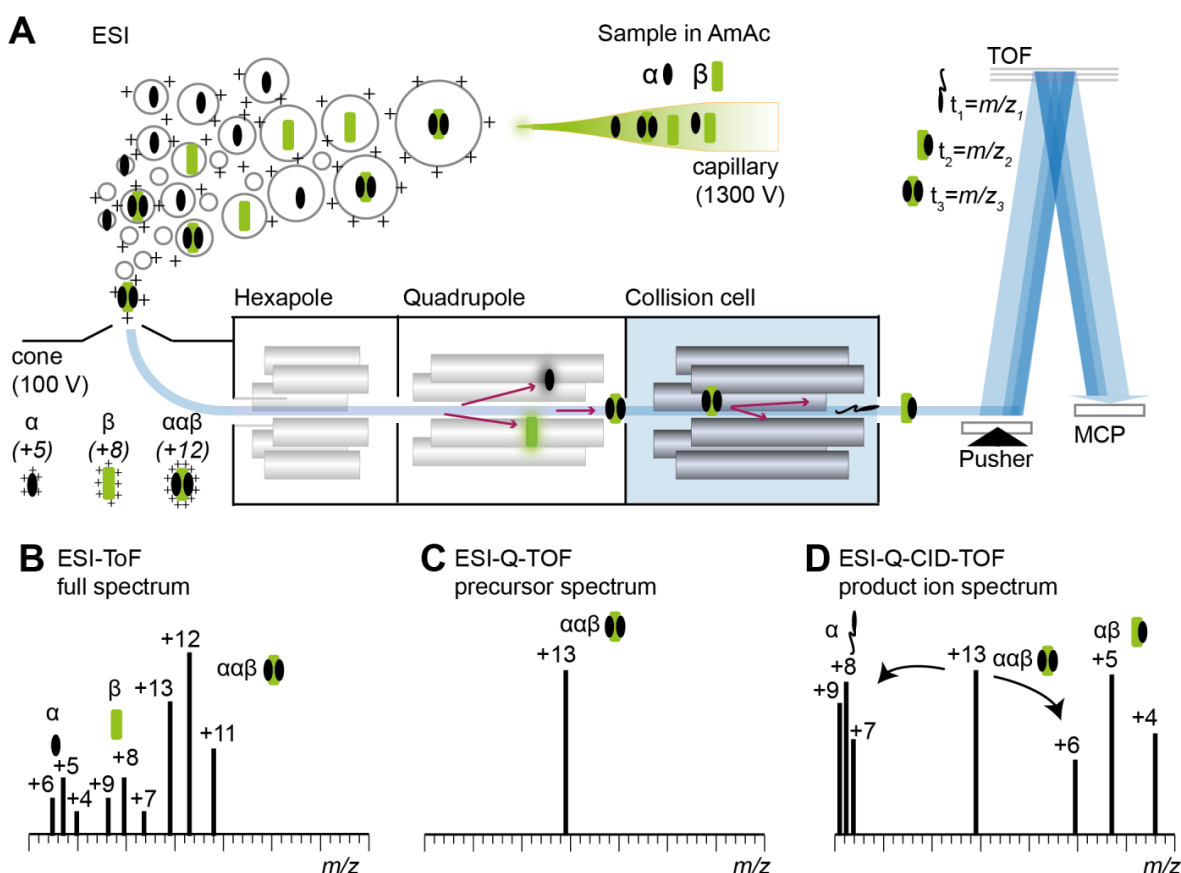 A ESI
Sample in AmAc
α β
capillary
(1300 V)
TOF
t1=m/z1
t2=m/z2
t3=m/z3
Hexapole Quadrupole Collision cell
cone
(100 V)
α β ααβ
(+5) (+8) (+12)
Pusher
MCP
B ESI-ToF
full spectrum
+12
ααβ
+13
β
α
+11
+8
+5
+6 +9
+4 +7
m/z
C ESI-Q-TOF
precursor spectrum
ααβ
+13
m/z
D ESI-Q-CID-TOF
product ion spectrum
αβ
α
+8 +13 ααβ +5
+9
+7 +6 +4
m/z